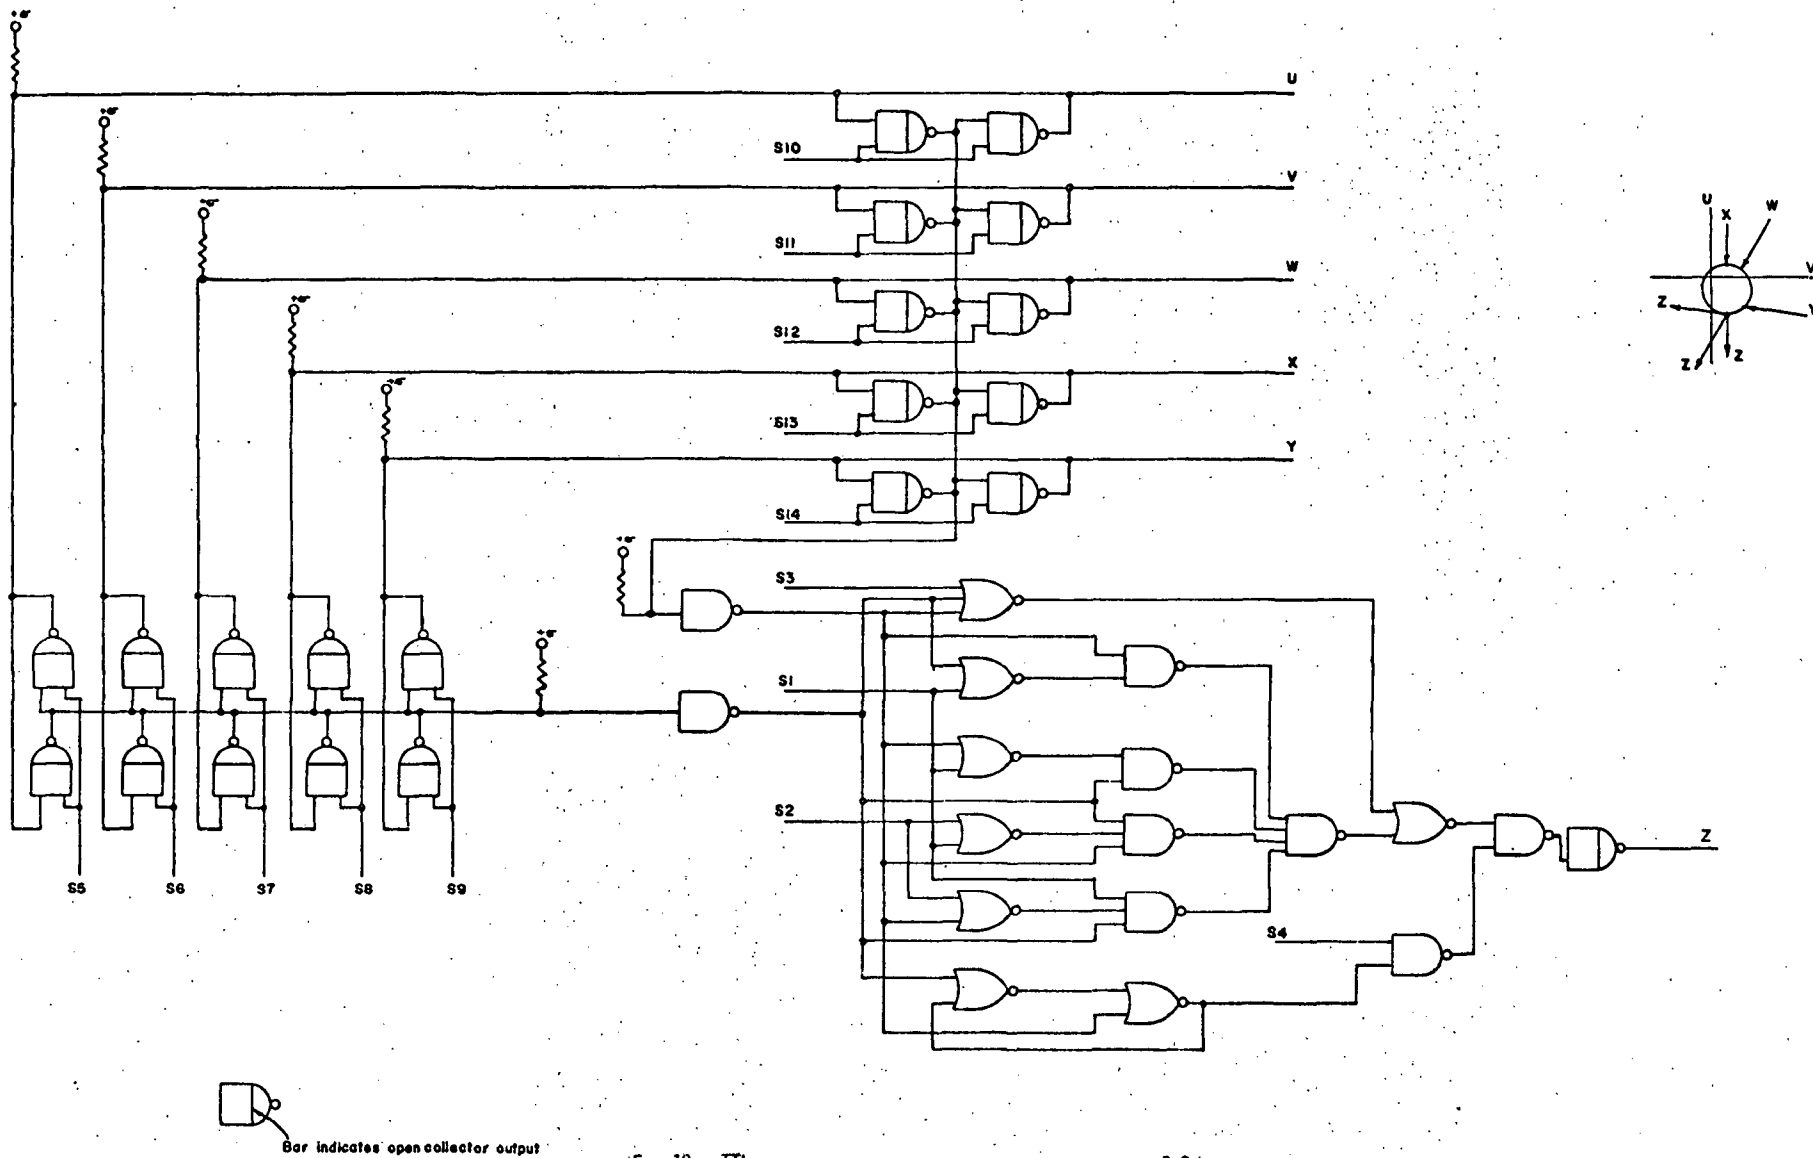 U
S10
V
S11
W
S12
X
S13
Y
S14
S3
S1
S2
S4
Z
S5 S6 S7 S8 S9
U
X
W
V
Z
Y
Z
Z
Bar indicates open collector output